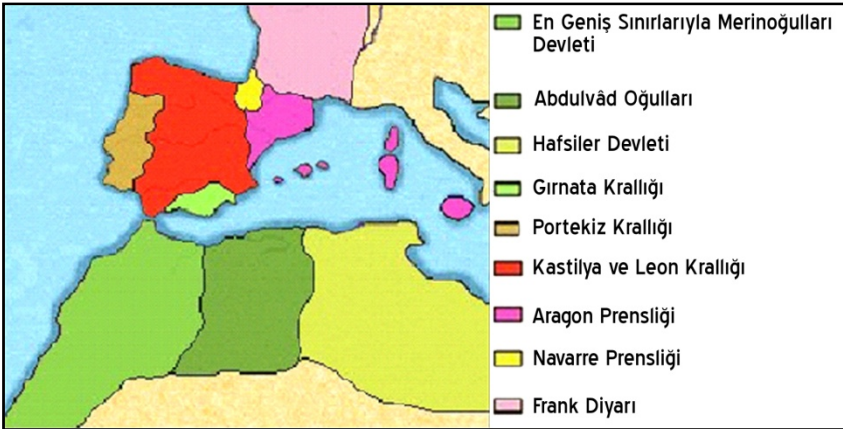 En Geniş Sınırlarıyla Merinoğulları
Devleti
Abdulvâd Oğulları
Hafsiler Devleti
Gırnata Krallığı
Portekiz Krallığı
Kastilya ve Leon Krallığı
Aragon Prensliği
Navarre Prensliği
Frank Diyarı